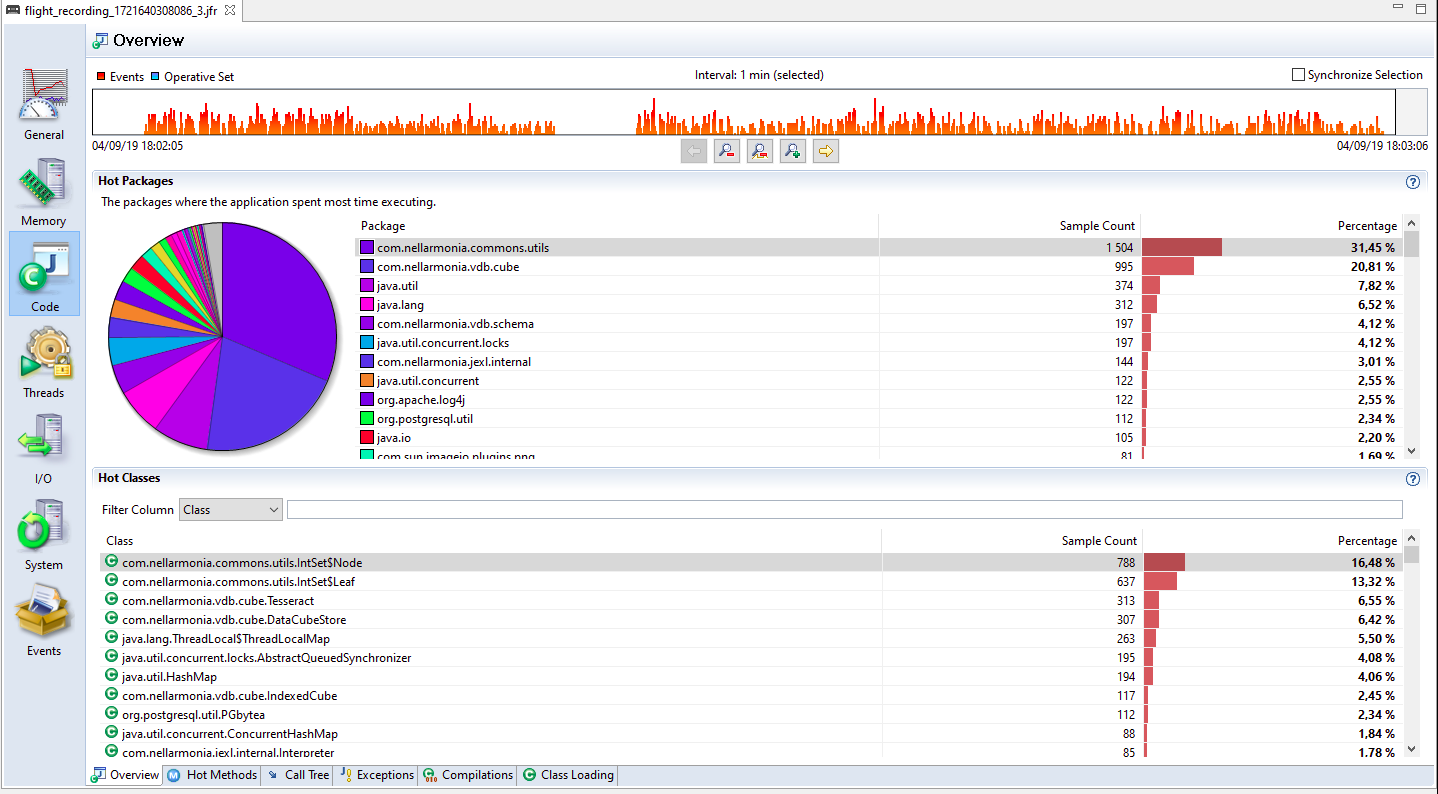 flight_recording_1721640308086_3.jfr
Overview
Events Operative Set Interval: 1 min (selected) Synchronize Selection
04/09/19 18:02:05 04/09/19 18:03:06
General
Memory
Code
Threads
I/O
System
Events
Hot Packages
The packages where the application spent most time executing.
Package Sample Count Percentage
com.nellarmonia.commons.utils 1 504 31,45 %
com.nellarmonia.vdb.cube 995 20,81 %
java.util 374 7,82 %
java.lang 312 6,52 %
com.nellarmonia.vdb.schema 197 4,12 %
java.util.concurrent.locks 197 4,12 %
com.nellarmonia.jexl.internal 144 3,01 %
java.util.concurrent 122 2,55 %
org.apache.log4j 122 2,55 %
org.postgresql.util 112 2,34 %
java.io 105 2,20 %
com.sun.imageio.plugins.png 81 1,69 %
Hot Classes
Filter Column Class
Class Sample Count Percentage
com.nellarmonia.commons.utils.IntSet$Node 788 16,48 %
com.nellarmonia.commons.utils.IntSet$Leaf 637 13,32 %
com.nellarmonia.vdb.cube.Tesseract 313 6,55 %
com.nellarmonia.vdb.cube.DataCubeStore 307 6,42 %
java.lang.ThreadLocal$ThreadLocalMap 263 5,50 %
java.util.concurrent.locks.AbstractQueuedSynchronizer 195 4,08 %
java.util.HashMap 194 4,06 %
com.nellarmonia.vdb.cube.IndexedCube 117 2,45 %
org.postgresql.util.PGbytea 112 2,34 %
java.util.concurrent.ConcurrentHashMap 88 1,84 %
com.nellarmonia.jexl.internal.Interpreter 85 1,78 %
Overview Hot Methods Call Tree Exceptions Compilations Class Loading